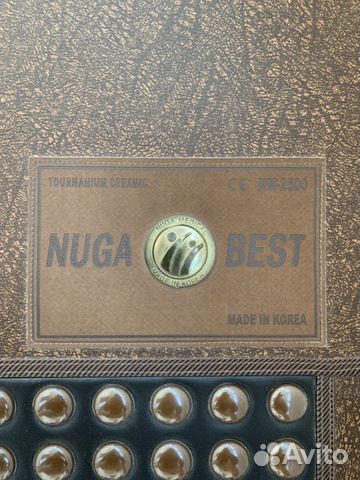 TOURMANIUM CERAMIC CE NM-2500
NUGA BEST
NUGA MEDICAL
MADE IN KOREA
MADE IN KOREA
Avito